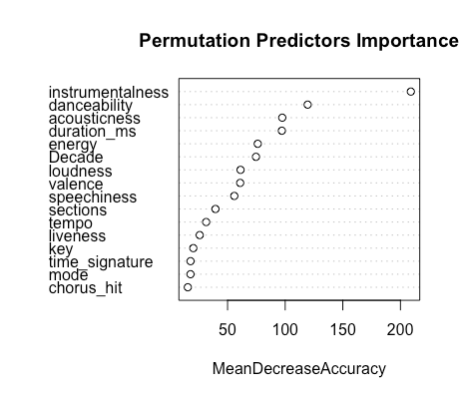 Permutation Predictors Importance
instrumentalness
danceability
acousticness
duration_ms
energy
Decade
loudness
valence
speechiness
sections
tempo
liveness
key
time_signature
mode
chorus_hit
50 100 150 200
MeanDecreaseAccuracy